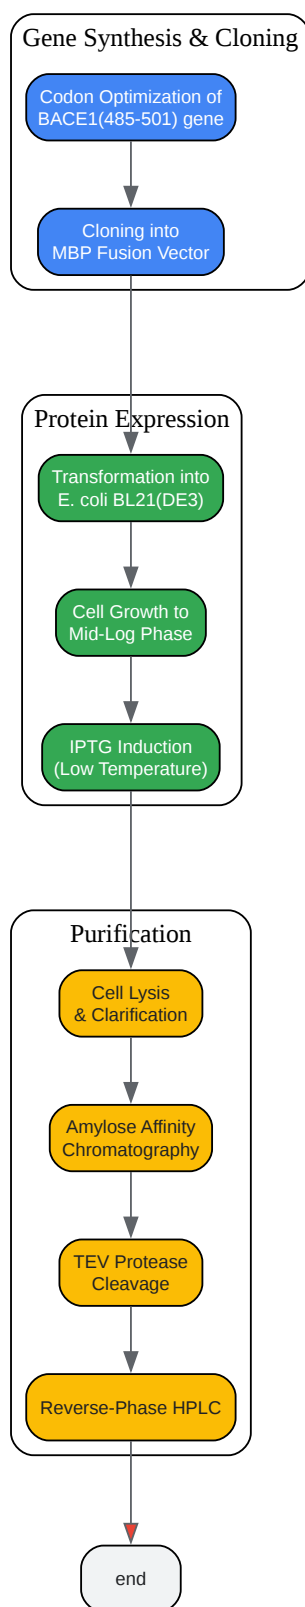 Gene Synthesis & Cloning
Codon Optimization of
BACE1(485-501) gene
Cloning into
MBP Fusion Vector
Protein Expression
Transformation into
E. coli BL21(DE3)
Cell Growth to
Mid-Log Phase
IPTG Induction
(Low Temperature)
Purification
Cell Lysis
& Clarification
Amylose Affinity
Chromatography
TEV Protease
Cleavage
Reverse-Phase HPLC
end